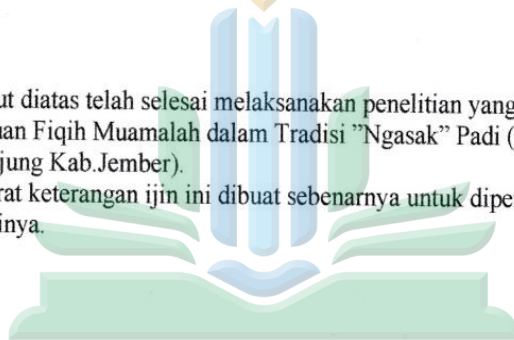 ut diatas telah selesai melaksanakan penelitian yang
uan Fiqih Muamalah dalam Tradisi ”Ngasak” Padi (
jung Kab.Jember).
rat keterangan ijin ini dibuat sebenarnya untuk dipe
inya.